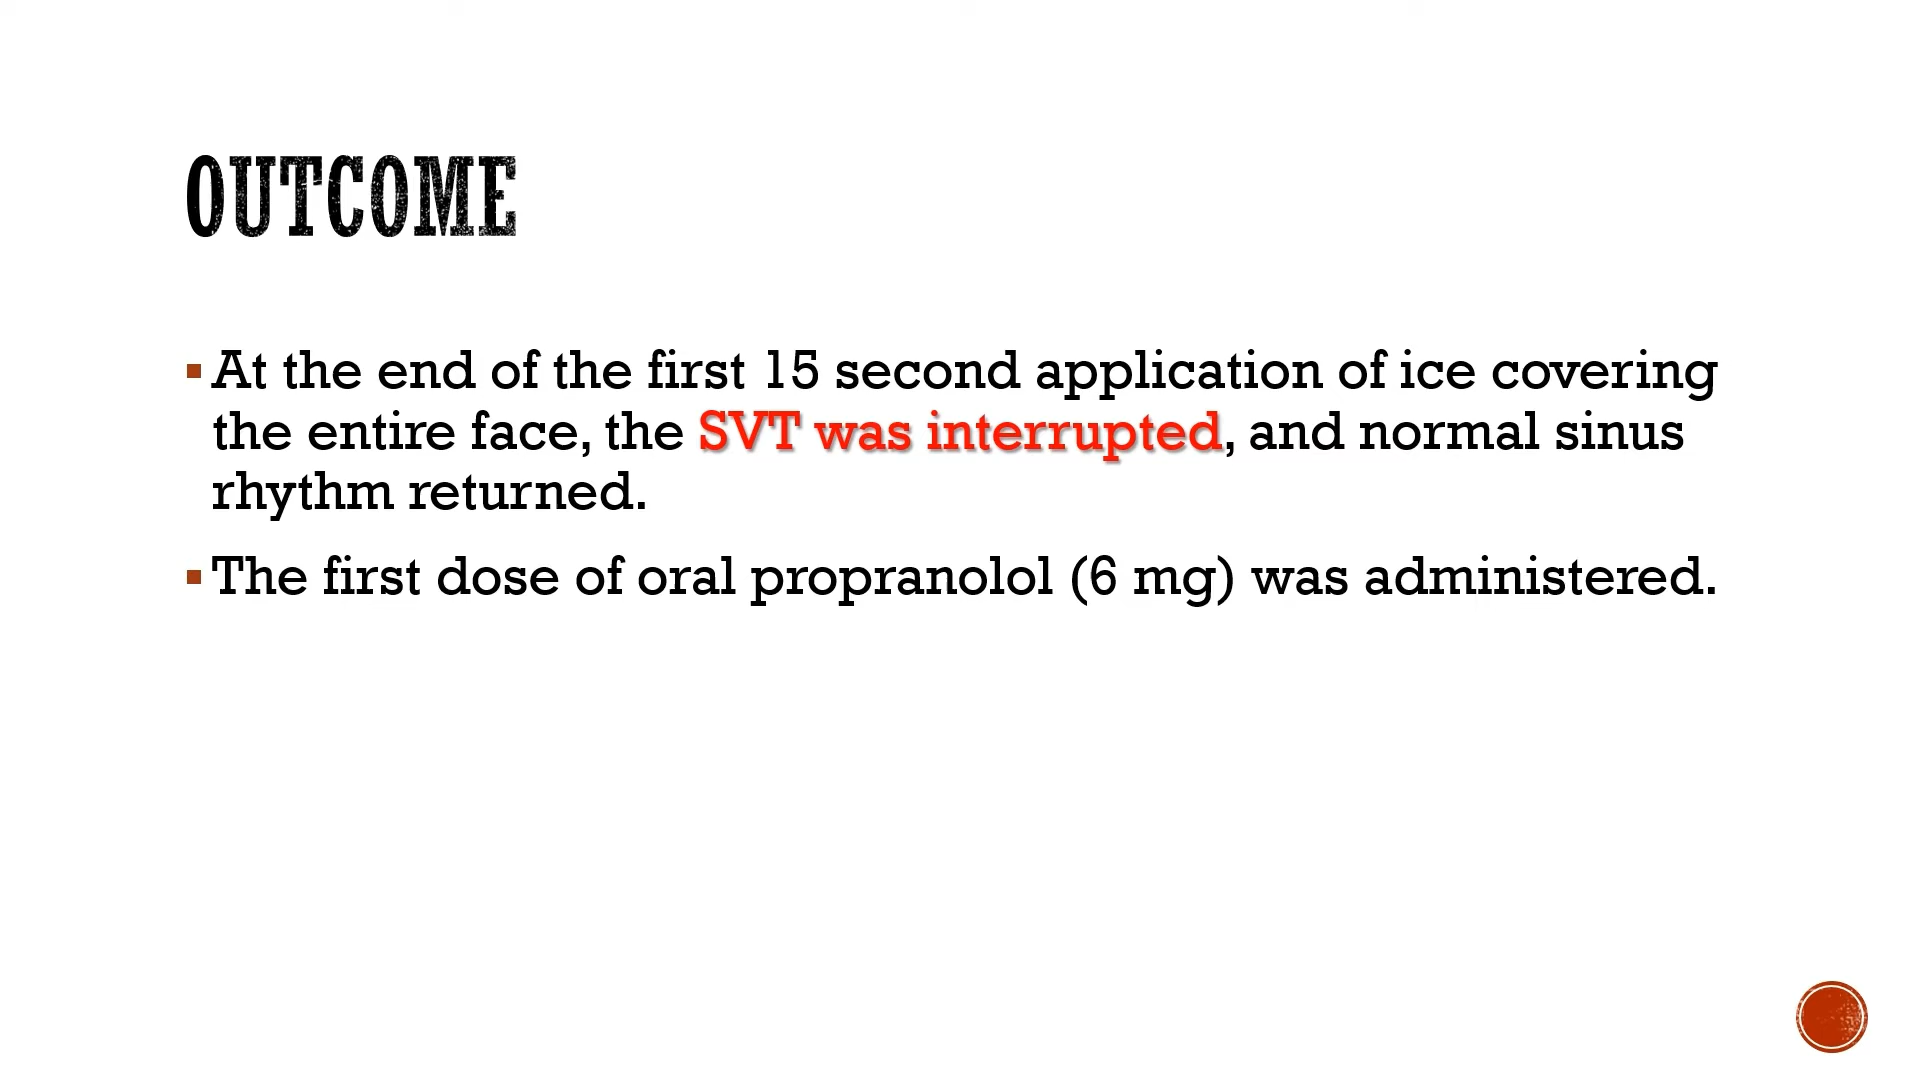 OUTCOME
▪At the end of the first 15 second application of ice covering
the entire face, the SVT was interrupted, and normal sinus
rhythm returned.
▪The first dose of oral propranolol (6 mg) was administered.